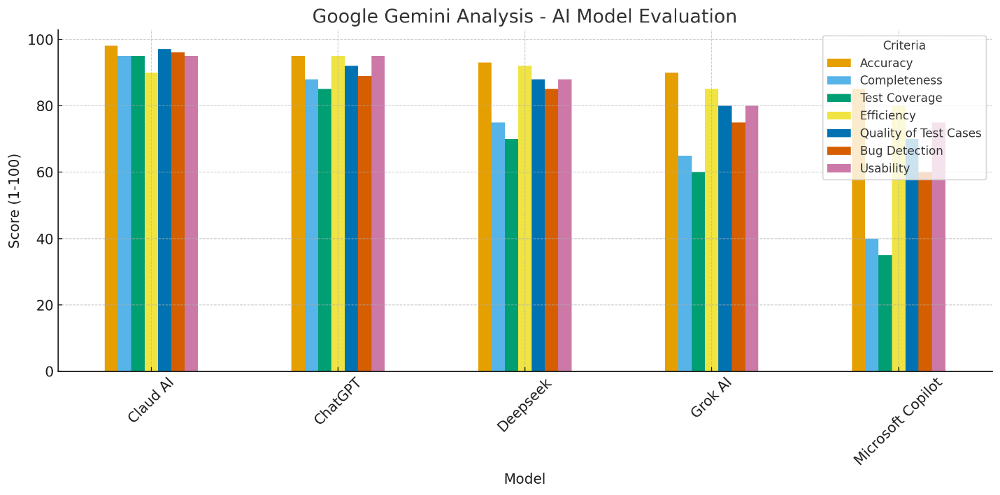 Google Gemini Analysis - AI Model Evaluation
Score (1-100)
100
80
60
40
20
0
Criteria
Accuracy
Completeness
Test Coverage
Efficiency
Quality of Test Cases
Bug Detection
Usability
Claud AI
ChatGPT
Deepseek
Grok AI
Microsoft Copilot
Model